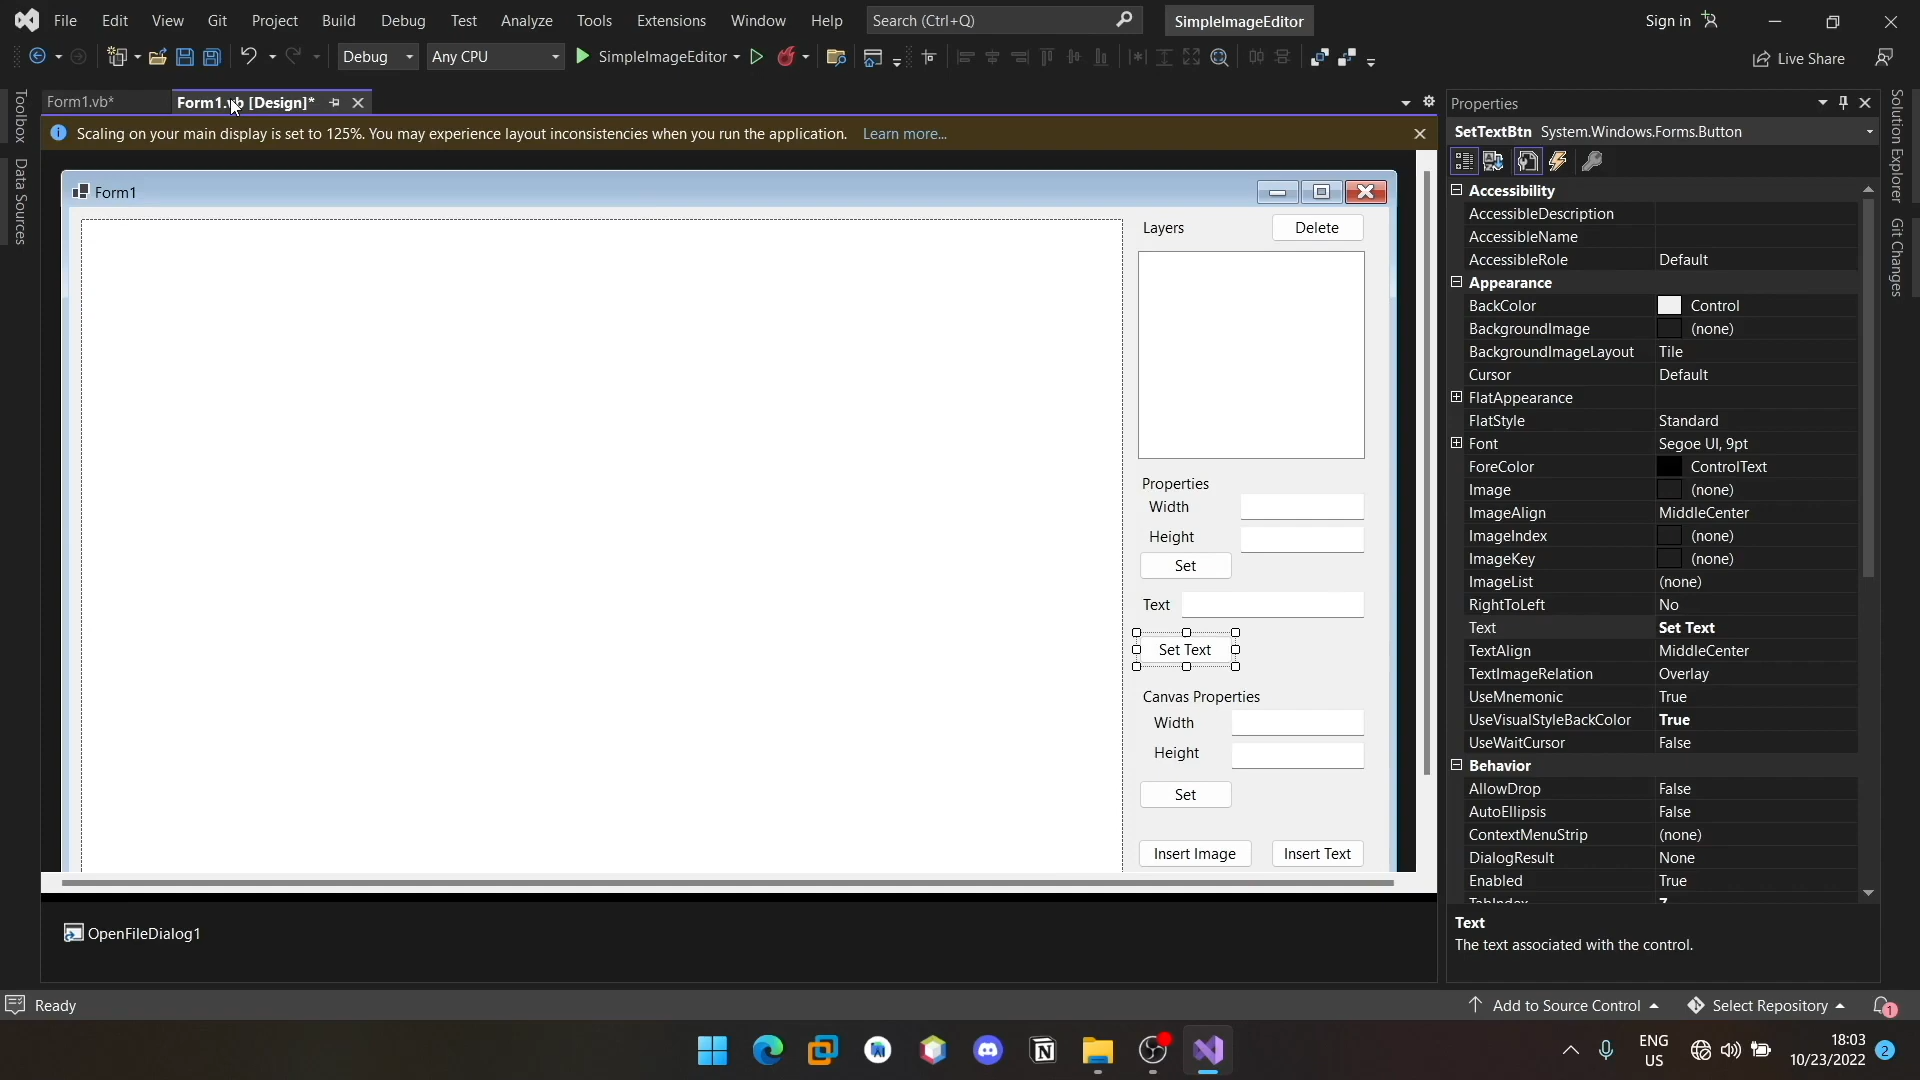 File Edit View Git Project Build Debug Test Analyze Tools Extensions Window Help Search (Ctrl+Q) SimpleImageEditor Sign in
Debug Any CPU SimpleImageEditor Live Share
Toolbox
Data Sources
Form1.vb* Form1.vb [Design]*
Scaling on your main display is set to 125%. You may experience layout inconsistencies when you run the application. Learn more...
Form1
Layers Delete
Properties
Width
Height
Set
Text
Set Text
Canvas Properties
Width
Height
Set
Insert Image Insert Text
OpenFileDialog1
Properties
SetTextBtn System.Windows.Forms.Button
Accessibility
AccessibleDescription
AccessibleName
AccessibleRole Default
Appearance
BackColor Control
BackgroundImage (none)
BackgroundImageLayout Tile
Cursor Default
FlatAppearance
FlatStyle Standard
Font Segoe UI, 9pt
ForeColor ControlText
Image (none)
ImageAlign MiddleCenter
ImageIndex (none)
ImageKey (none)
ImageList (none)
RightToLeft No
Text Set Text
TextAlign MiddleCenter
TextImageRelation Overlay
UseMnemonic True
UseVisualStyleBackColor True
UseWaitCursor False
Behavior
AllowDrop False
AutoEllipsis False
ContextMenuStrip (none)
DialogResult None
Enabled True
TabIndex 7
Text
The text associated with the control.
Solution Explorer
Git Changes
Ready Add to Source Control Select Repository 1
ENG
US
18:03
10/23/2022
2